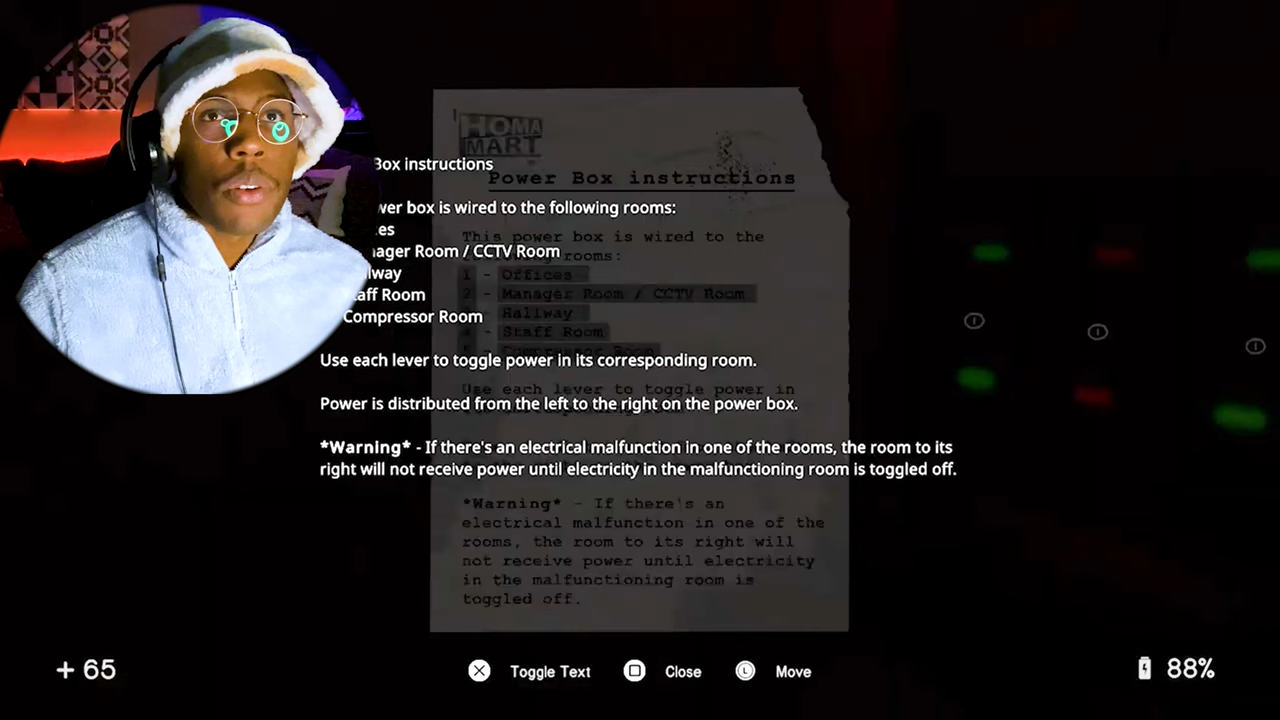 HOMA
MART
Power Box instructions
This power box is wired to the
following rooms:
1 - Offices
2 - Manager Room / CCTV Room
- Hallway
- Staff Room
- Compressor Room
Use each lever to toggle power in
*Warning* - If there's an
electrical malfunction in one of the
rooms, the room to its right will
not receive power until electricity
in the malfunctioning room is
toggled off.
Box instructions
wer box is wired to the following rooms:
es
nager Room / CCTV Room
lway
taff Room
Compressor Room
Use each lever to toggle power in its corresponding room.
Power is distributed from the left to the right on the power box.
*Warning* - If there's an electrical malfunction in one of the rooms, the room to its
right will not receive power until electricity in the malfunctioning room is toggled off.
+ 65
Toggle Text
Close
L Move
88%